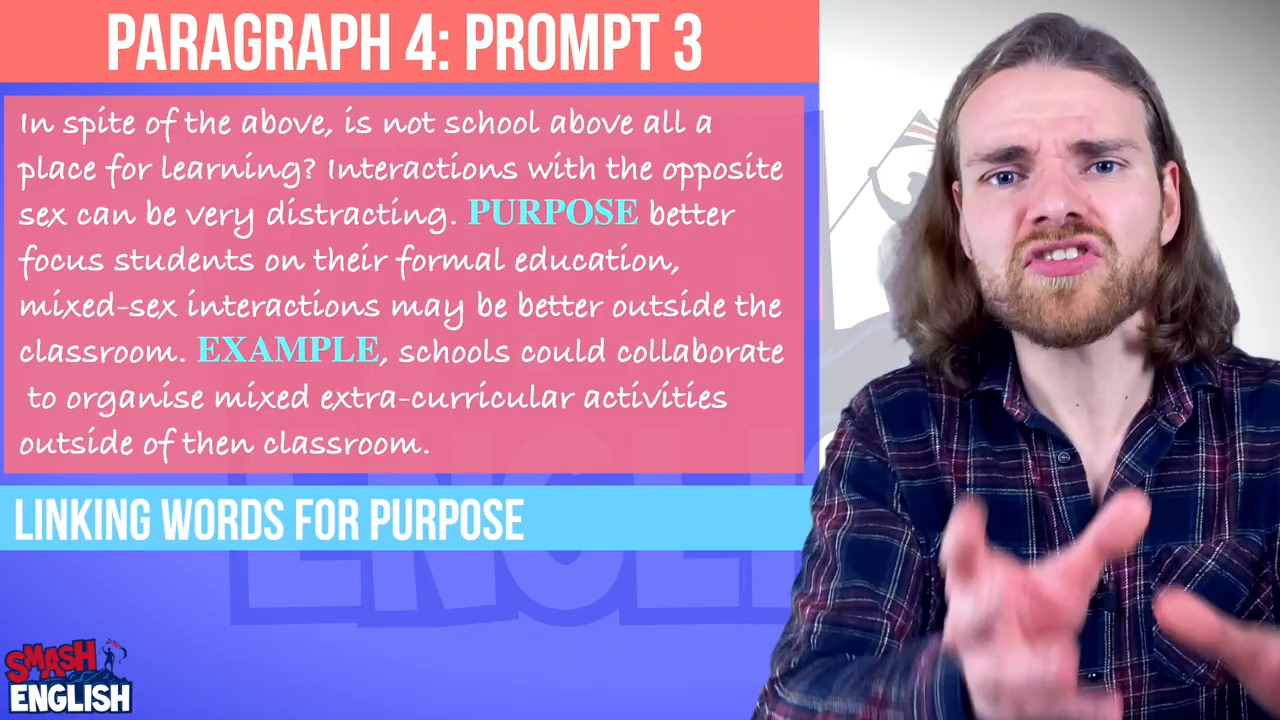 PARAGRAPH 4: PROMPT 3
In spite of the above, is not school above all a
place for learning? Interactions with the opposite
sex can be very distracting. PURPOSE better
focus students on their formal education,
mixed-sex interactions may be better outside the
classroom. EXAMPLE, schools could collaborate
to organise mixed extra-curricular activities
outside of then classroom.
LINKING WORDS FOR PURPOSE
SMASH
ENGLISH